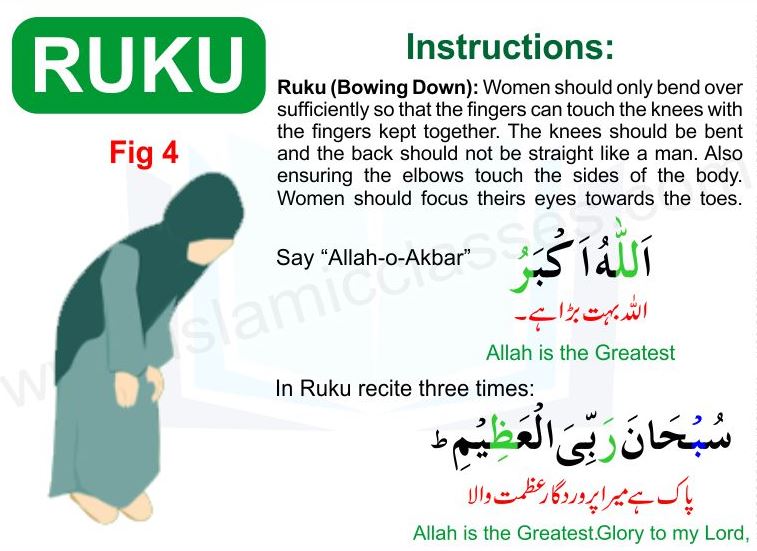 RUKU
Instructions:
Fig 4
Ruku (Bowing Down): Women should only bend over
sufficiently so that the fingers can touch the knees with
the fingers kept together. The knees should be bent
and the back should not be straight like a man. Also
ensuring the elbows touch the sides of the body.
Women should focus theirs eyes towards the toes.
Say “Allah-o-Akbar”
اَللّٰهُ اَكْبَرُ
اللہ بہت بڑا ہے۔
Allah is the Greatest
In Ruku recite three times:
سُبْحَانَ رَبِّیَ الْعَظِیْمِ ط
پاک ہے میرا پروردگار عظمت والا
Allah is the Greatest.Glory to my Lord,
www.islamicclasses.com